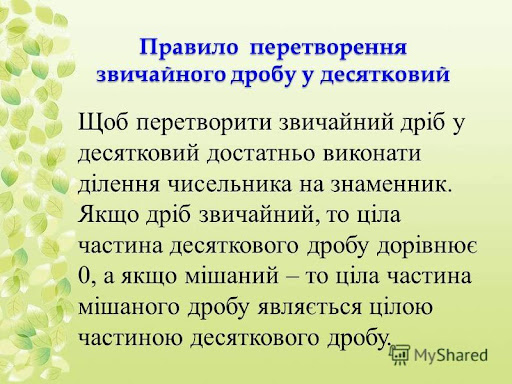 Правило перетворення
звичайного дробу у десятковий
Щоб перетворити звичайний дріб у
десятковий достатньо виконати
ділення чисельника на знаменник.
Якщо дріб звичайний, то ціла
частина десяткового дробу дорівнює
0, а якщо мішаний – то ціла частина
мішаного дробу являється цілою
частиною десяткового дробу.
MyShared